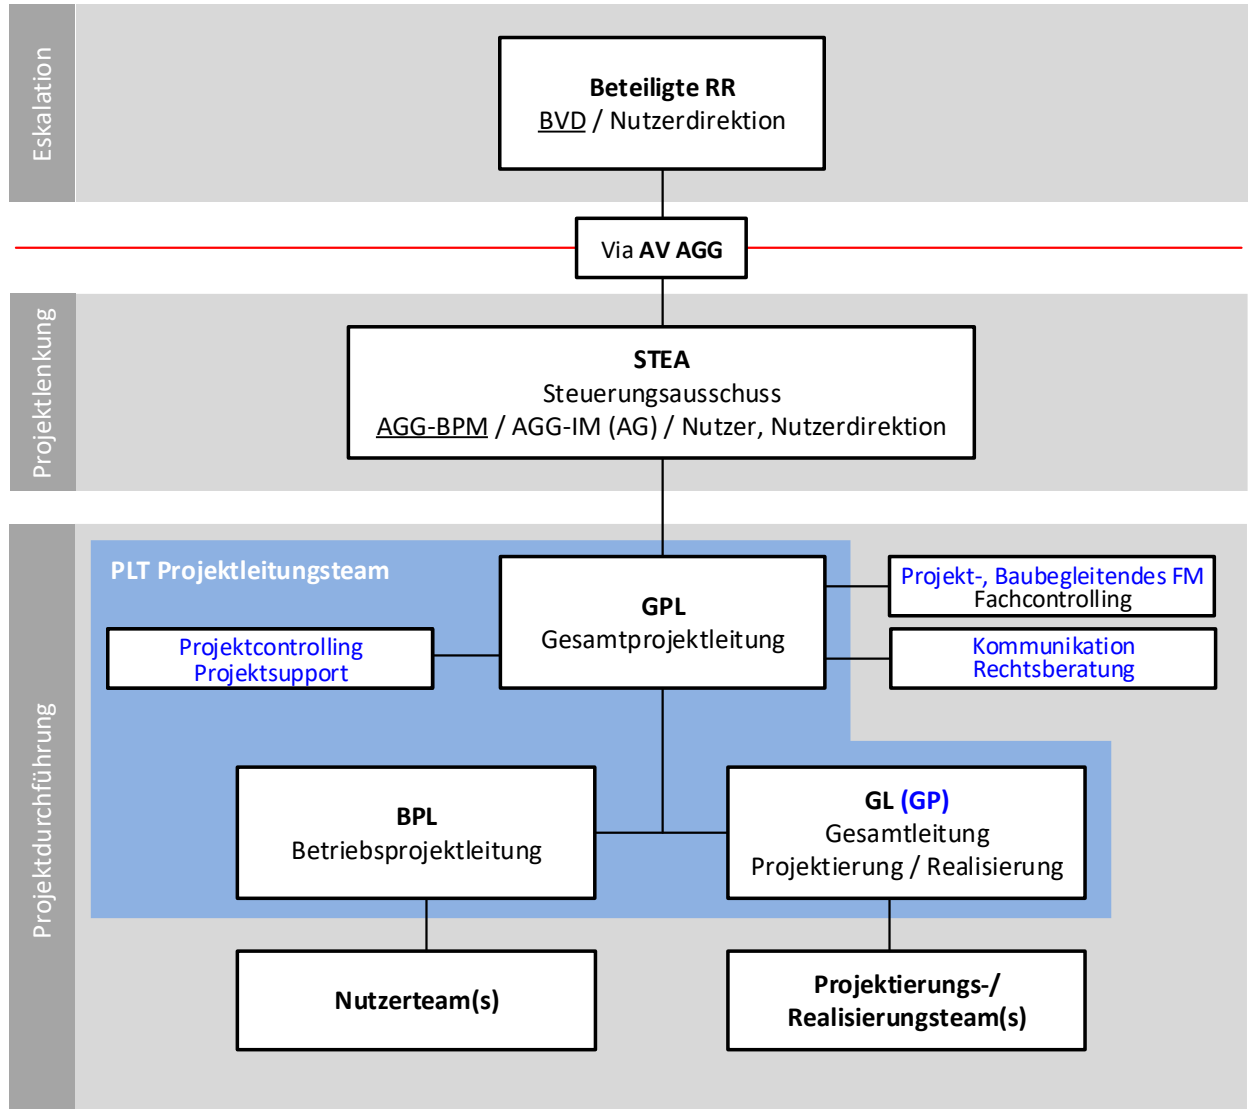 Eskalation
Beteiligte RR
BVD / Nutzerdirektion
Via AV AGG
Projektlenkung
STEA
Steuerungsausschuss
AGG-BPM / AGG-IM (AG) / Nutzer, Nutzerdirektion
Projektdurchführung
PLT Projektleitungsteam
GPL
Gesamtprojektleitung
Projekt-, Baubegleitendes FM
Fachcontrolling
Projektcontrolling
Projektsupport
Kommunikation
Rechtsberatung
BPL
Betriebsprojektleitung
GL (GP)
Gesamtleitung
Projektierung / Realisierung
Nutzerteam(s)
Projektierungs-/
Realisierungsteam(s)